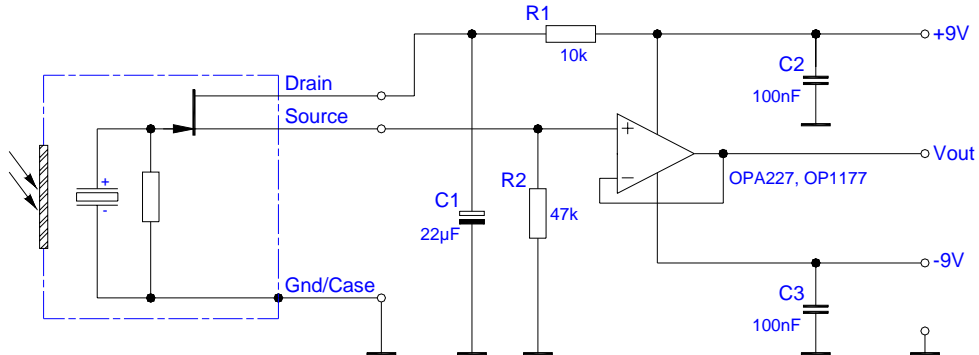 R1
10k
+9V
C2
100nF
Drain
Source
+
-
+
−
Vout
OPA227, OP1177
R2
47k
C1
22µF
Gnd/Case
-9V
C3
100nF